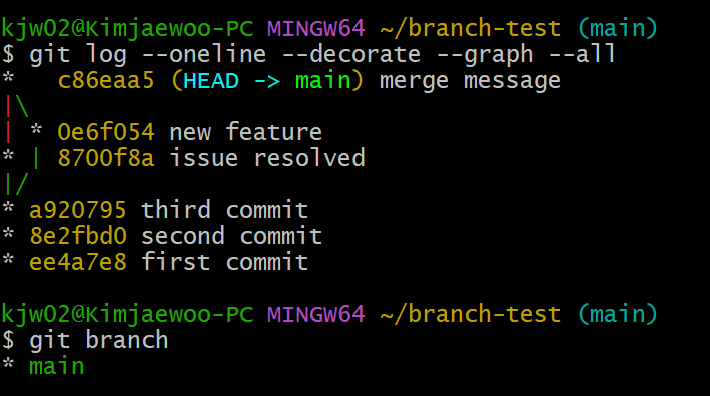 kjw02@Kimjaewoo-PC MINGW64 ~/branch-test (main)
$ git log --oneline --decorate --graph --all
*   c86eaa5 (HEAD -> main) merge message
|\
| * 0e6f054 new feature
* | 8700f8a issue resolved
|/
* a920795 third commit
* 8e2fbd0 second commit
* ee4a7e8 first commit
kjw02@Kimjaewoo-PC MINGW64 ~/branch-test (main)
$ git branch
* main